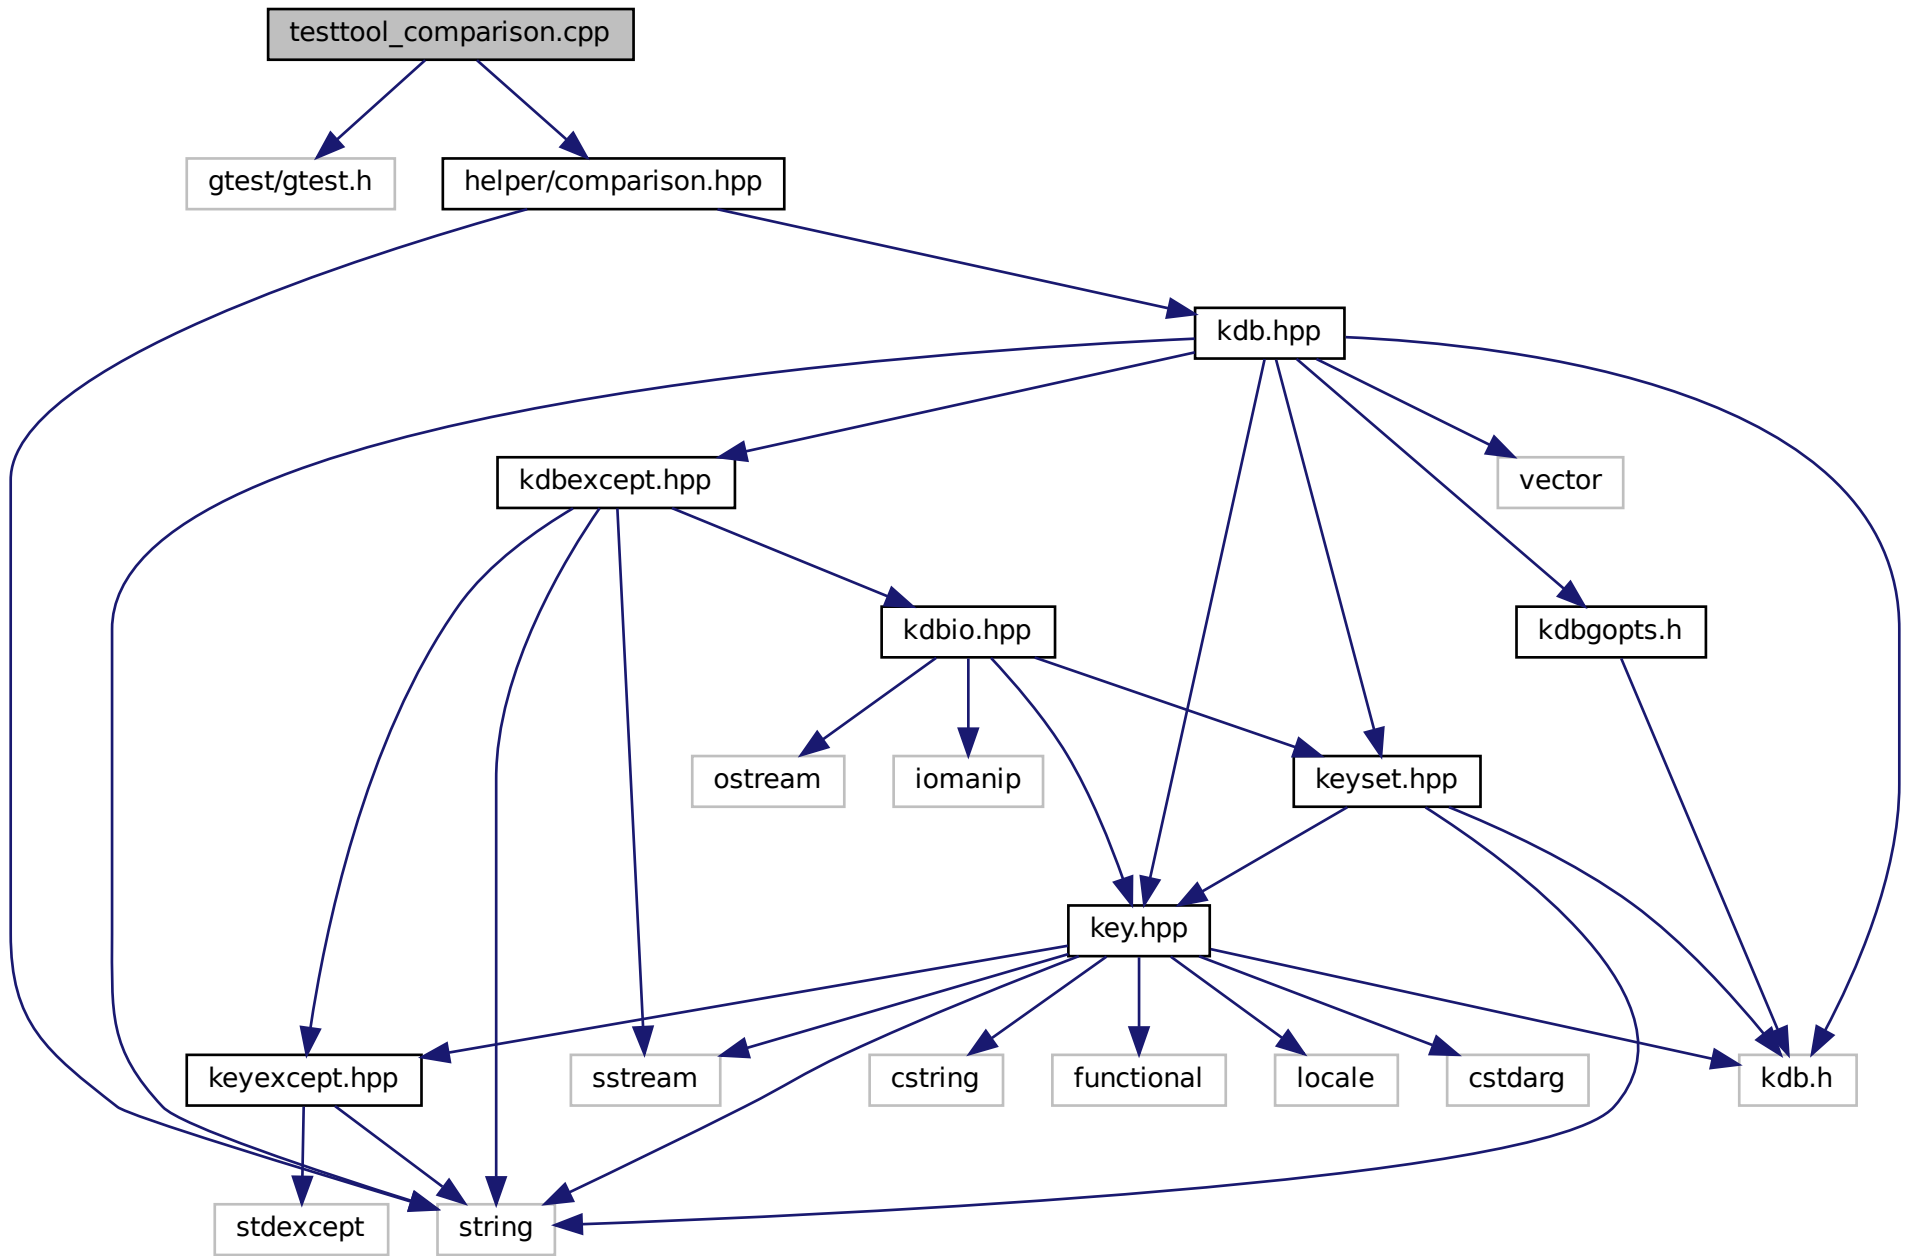 testtool_comparison.cpp
gtest/gtest.h
helper/comparison.hpp
kdb.hpp
kdbexcept.hpp
vector
kdbio.hpp
kdbgopts.h
ostream
iomanip
keyset.hpp
key.hpp
keyexcept.hpp
sstream
cstring
functional
locale
cstdarg
kdb.h
stdexcept
string